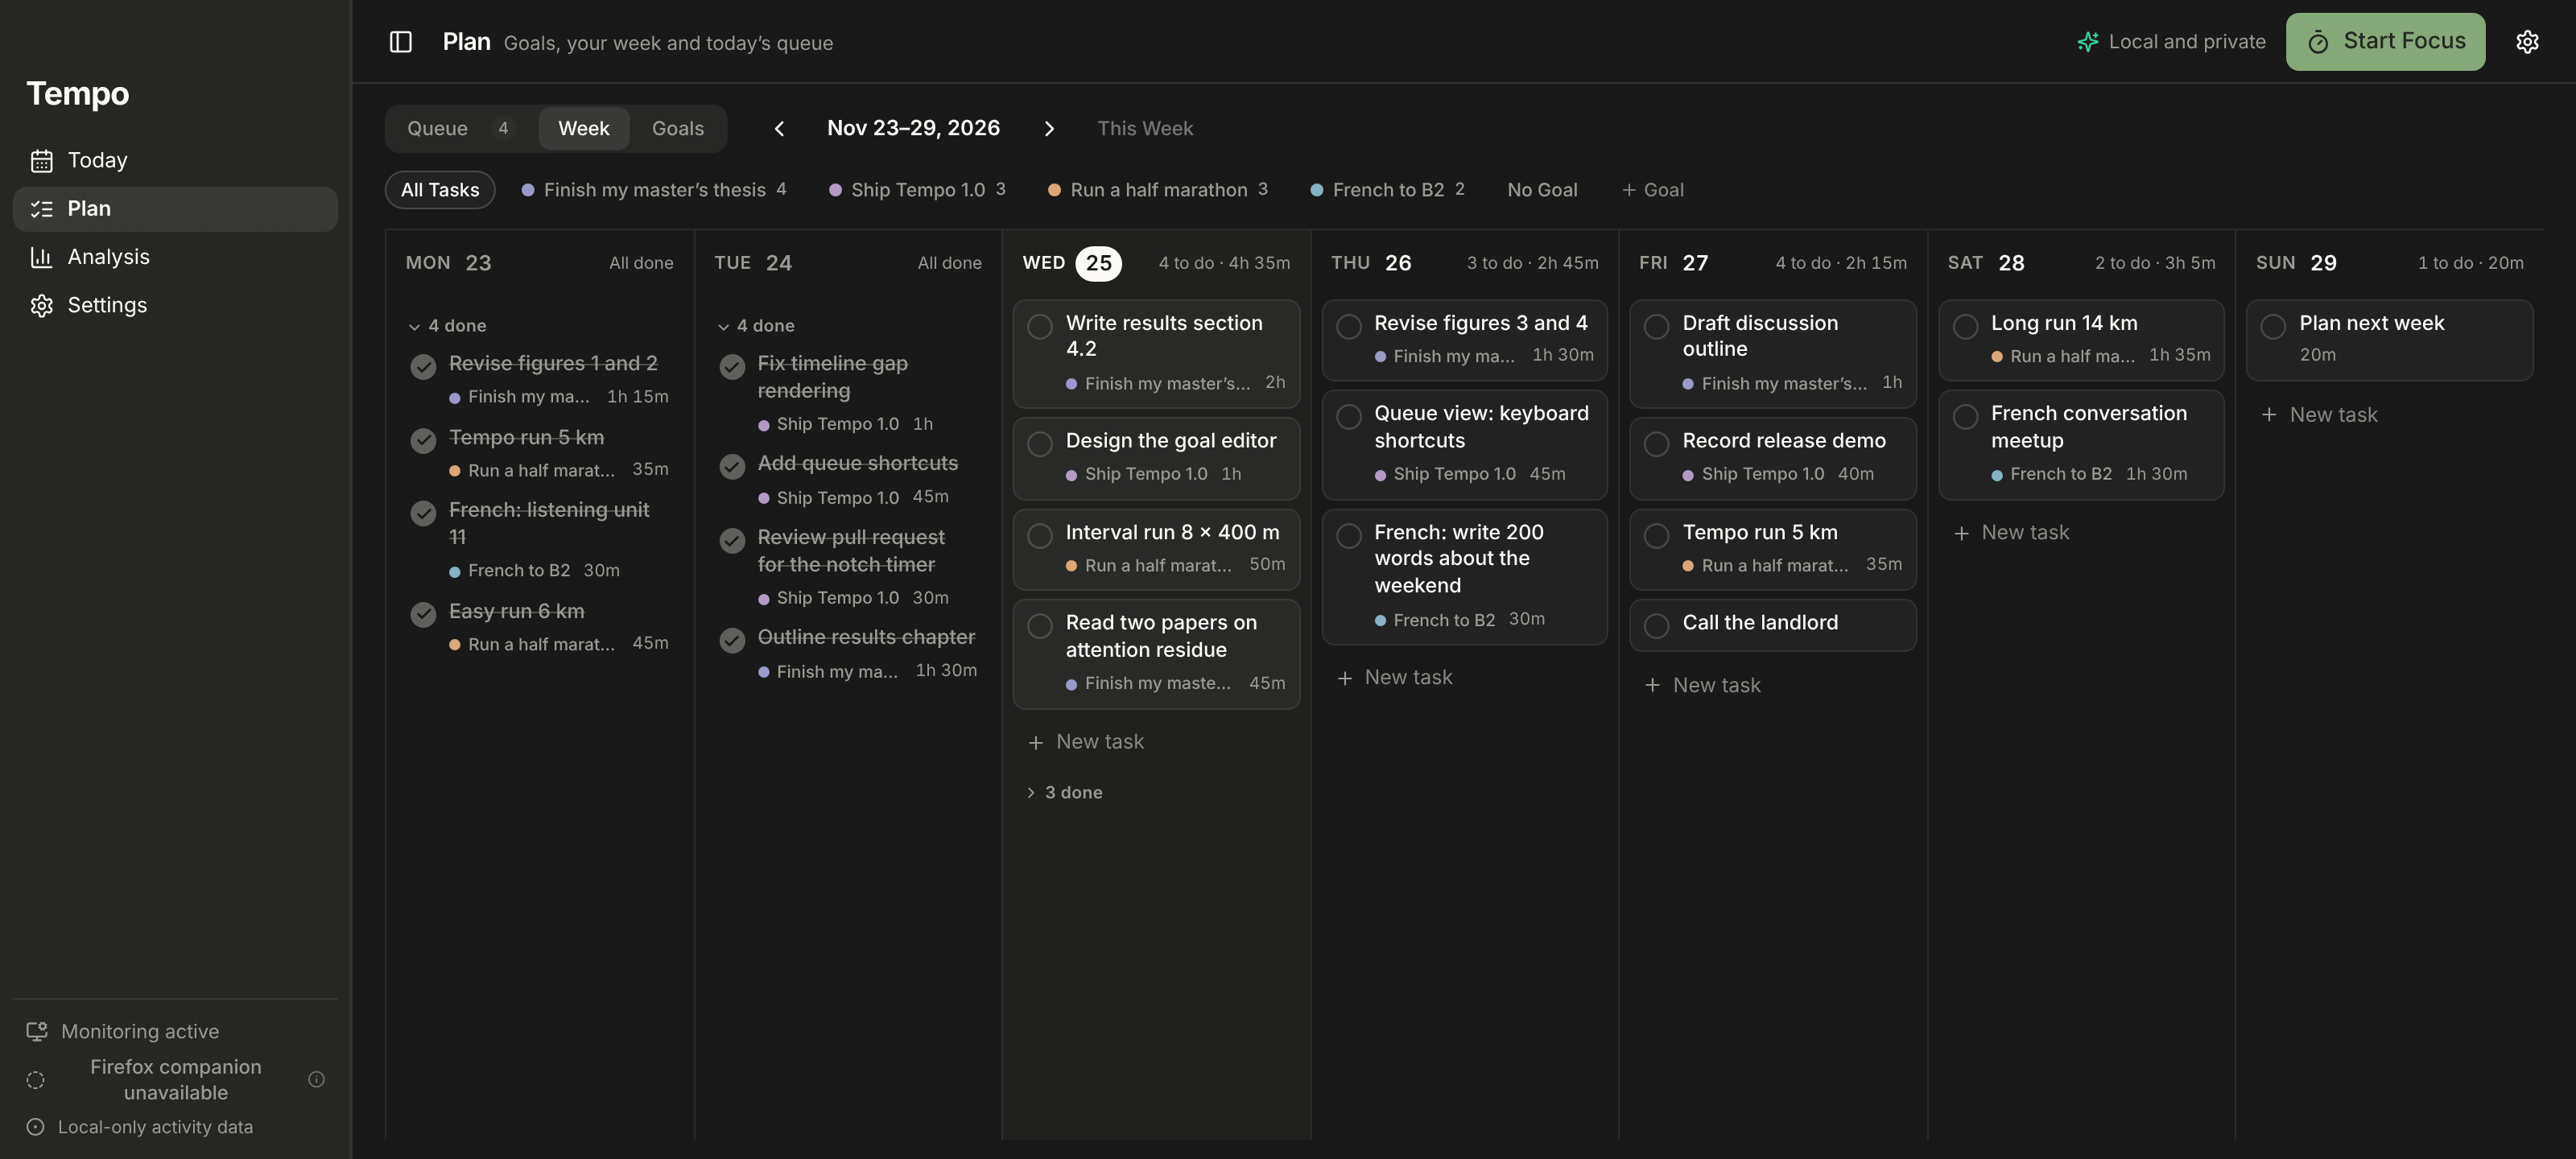 Tempo
Today
Plan
Analysis
Settings
Monitoring active
Firefox companion
unavailable
Local-only activity data
Plan Goals, your week and today’s queue
Local and private
Start Focus
Queue 4 Week Goals
Nov 23–29, 2026
This Week
All Tasks
Finish my master’s thesis 4
Ship Tempo 1.0 3
Run a half marathon 3
French to B2 2
No Goal
+ Goal
MON 23 All done
4 done
Revise figures 1 and 2
Finish my ma... 1h 15m
Tempo run 5 km
Run a half marat... 35m
French: listening unit
11
French to B2 30m
Easy run 6 km
Run a half marat... 45m
TUE 24 All done
4 done
Fix timeline gap
rendering
Ship Tempo 1.0 1h
Add queue shortcuts
Ship Tempo 1.0 45m
Review pull request
for the notch timer
Ship Tempo 1.0 30m
Outline results chapter
Finish my ma... 1h 30m
WED 25 4 to do · 4h 35m
Write results section
4.2
Finish my master’s... 2h
Design the goal editor
Ship Tempo 1.0 1h
Interval run 8 × 400 m
Run a half marat... 50m
Read two papers on
attention residue
Finish my maste... 45m
+ New task
3 done
THU 26 3 to do · 2h 45m
Revise figures 3 and 4
Finish my ma... 1h 30m
Queue view: keyboard
shortcuts
Ship Tempo 1.0 45m
French: write 200
words about the
weekend
French to B2 30m
+ New task
FRI 27 4 to do · 2h 15m
Draft discussion
outline
Finish my master’s... 1h
Record release demo
Ship Tempo 1.0 40m
Tempo run 5 km
Run a half marat... 35m
Call the landlord
+ New task
SAT 28 2 to do · 3h 5m
Long run 14 km
Run a half ma... 1h 35m
French conversation
meetup
French to B2 1h 30m
+ New task
SUN 29 1 to do · 20m
Plan next week
20m
+ New task